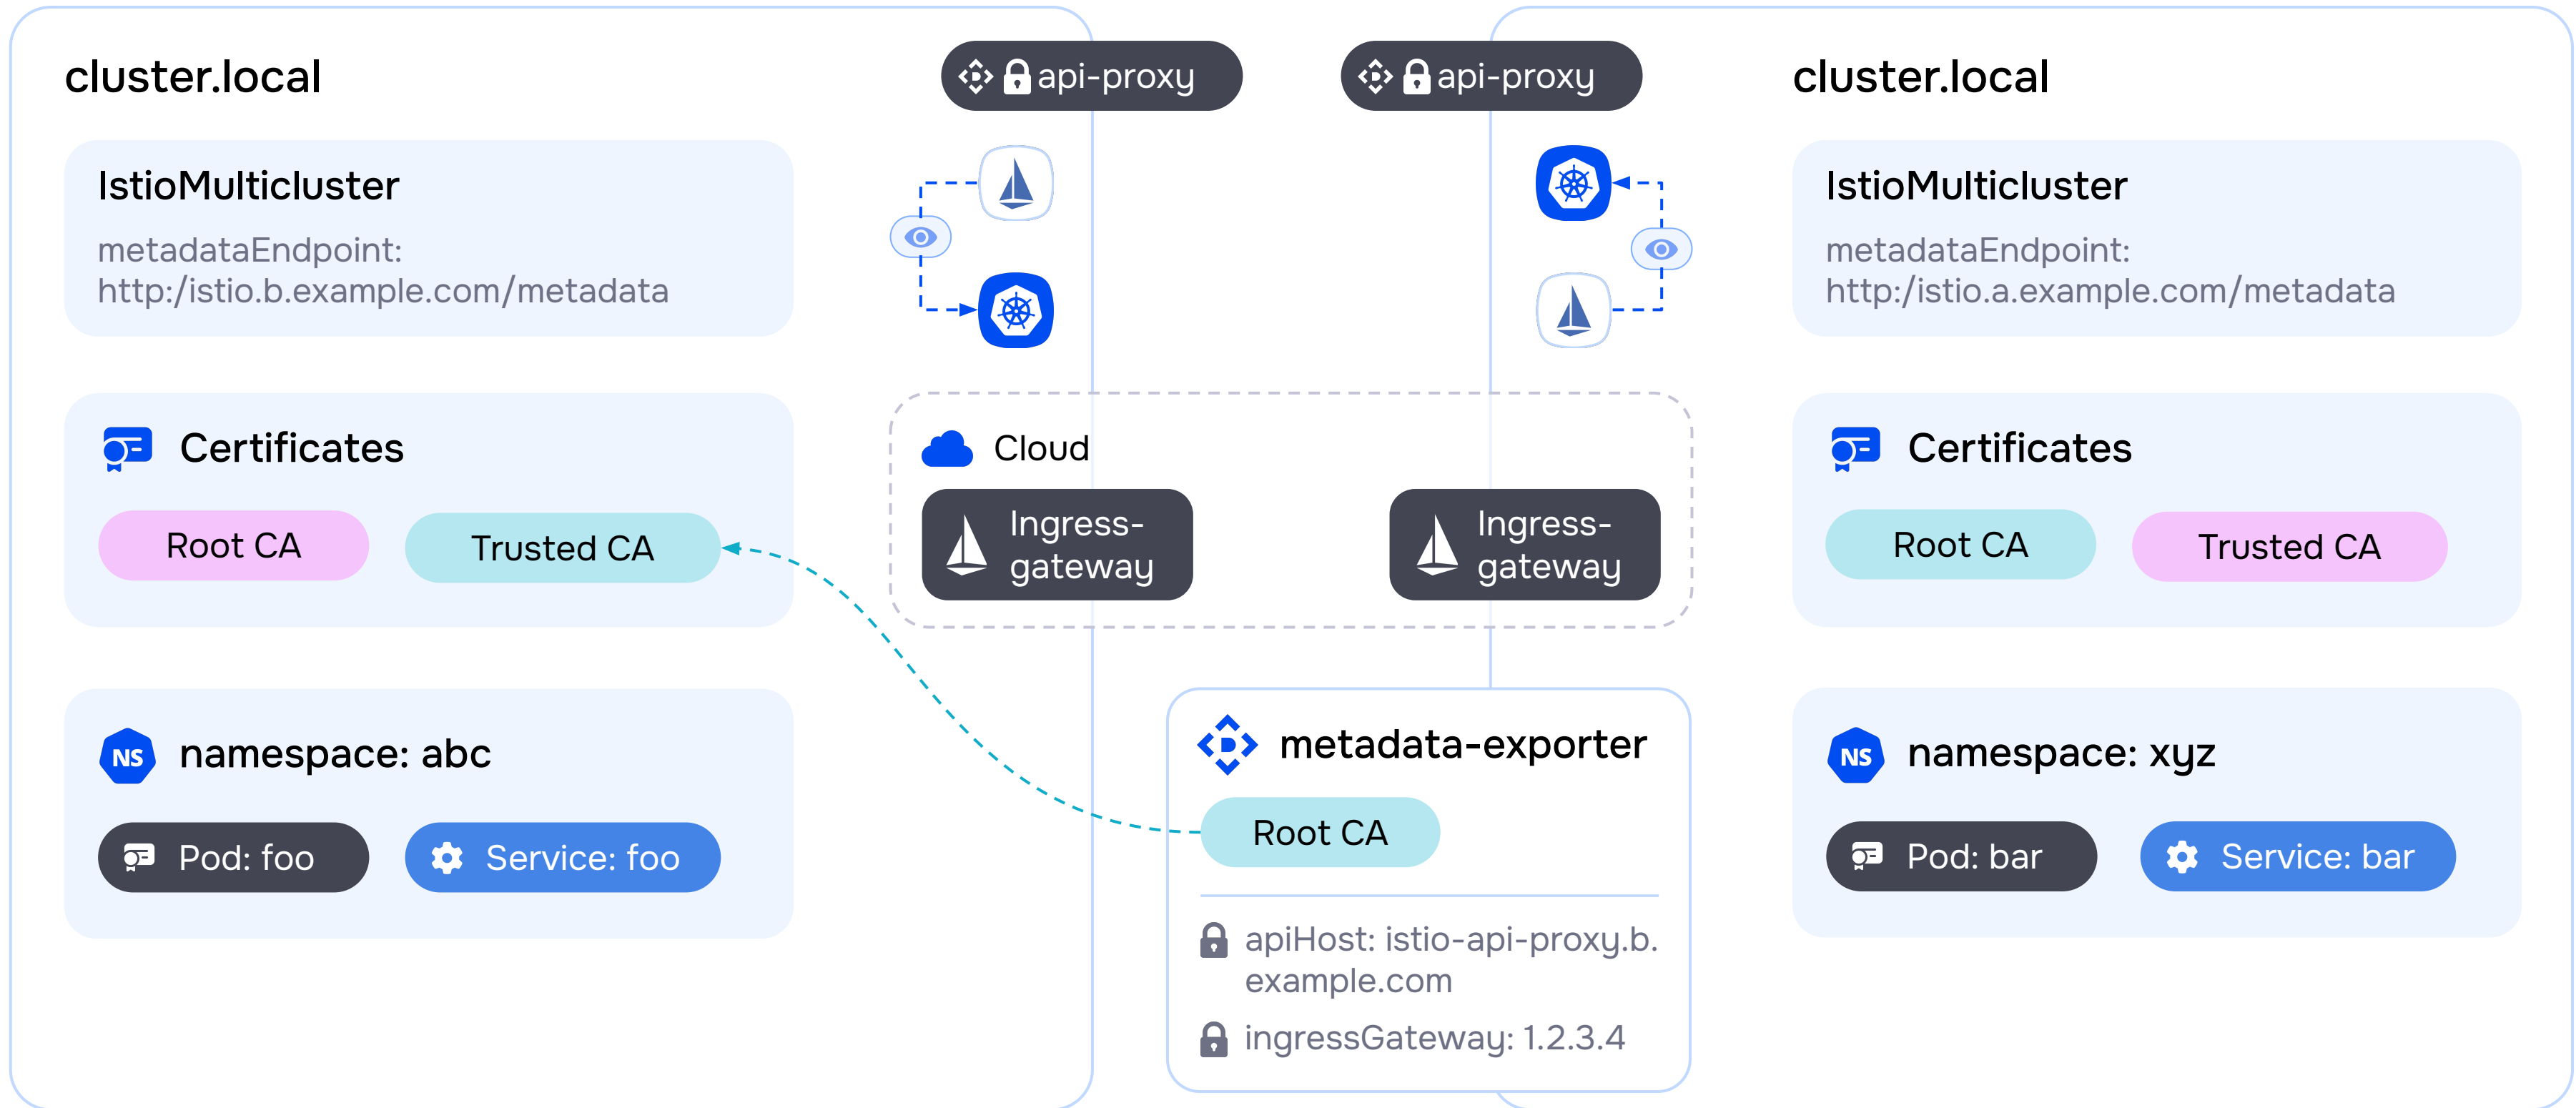 cluster.local
IstioMulticluster
metadataEndpoint:
http:/istio.b.example.com/metadata
Certificates
Root CA
Trusted CA
NS
namespace: abc
Pod: foo
Service: foo
api-proxy
api-proxy
Cloud
Ingress-
gateway
Ingress-
gateway
metadata-exporter
Root CA
apiHost: istio-api-proxy.b.
example.com
ingressGateway: 1.2.3.4
cluster.local
IstioMulticluster
metadataEndpoint:
http:/istio.a.example.com/metadata
Certificates
Root CA
Trusted CA
NS
namespace: xyz
Pod: bar
Service: bar